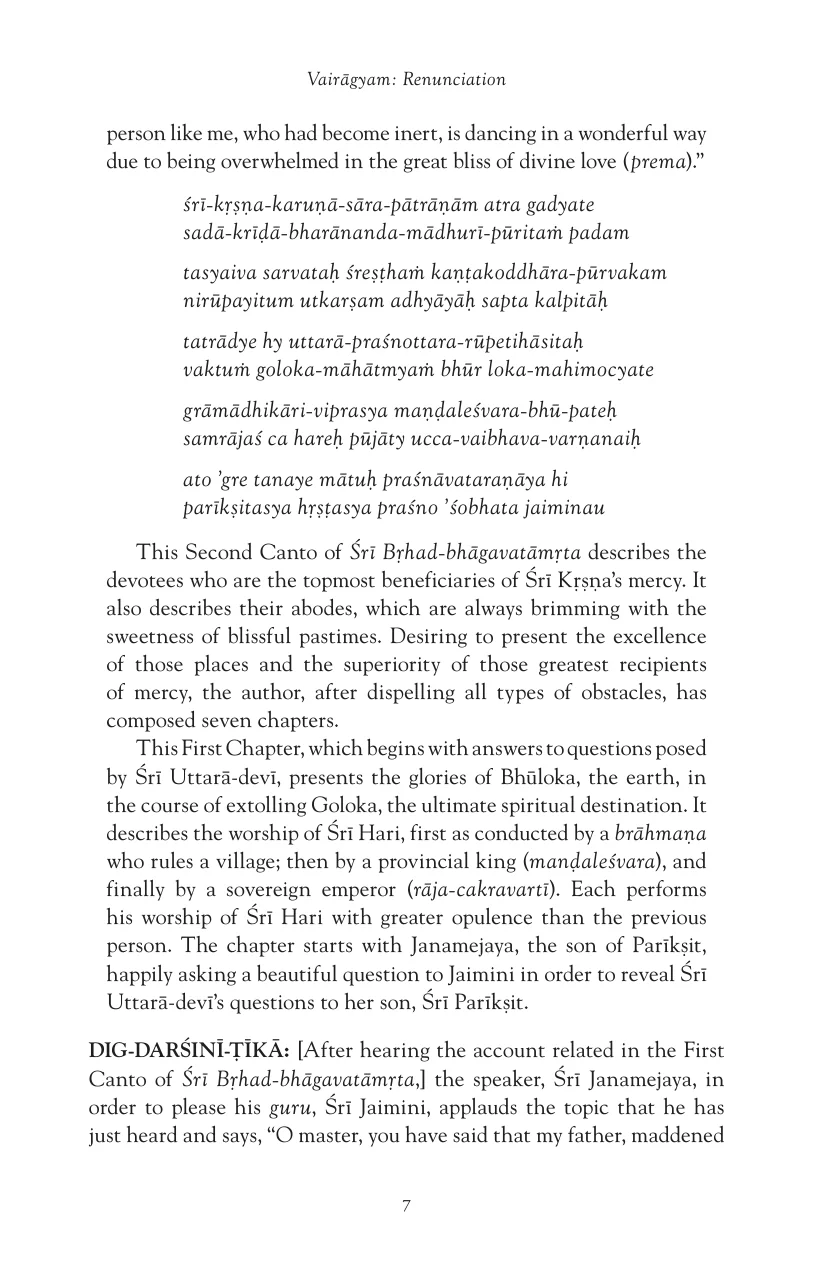 Vairāgyam: Renunciation
person like me, who had become inert, is dancing in a wonderful way
due to being overwhelmed in the great bliss of divine love (prema).”
śrī-kṛṣṇa-karuṇā-sāra-pātrāṇām atra gadyate
sadā-krīḍā-bharānanda-mādhurī-pūritaṁ padam
tasyaiva sarvataḥ śreṣṭhaṁ kaṇṭakoddhāra-pūrvakam
nirūpayitum utkarṣam adhyāyāḥ sapta kalpitāḥ
tatrādye hy uttarā-praśnottara-rūpetihāsitaḥ
vaktuṁ goloka-māhātmyaṁ bhūr loka-mahimocyate
grāmādhikāri-viprasya maṇḍaleśvara-bhū-pateḥ
samrājaś ca hareḥ pūjāty ucca-vaibhava-varṇanaiḥ
ato ’gre tanaye mātuḥ praśnāvataraṇāya hi
parīkṣitasya hṛṣṭasya praśno ’śobhata jaiminau
This Second Canto of Śrī Bṛhad-bhāgavatāmṛta describes the
devotees who are the topmost beneficiaries of Śrī Kṛṣṇa’s mercy. It
also describes their abodes, which are always brimming with the
sweetness of blissful pastimes. Desiring to present the excellence
of those places and the superiority of those greatest recipients
of mercy, the author, after dispelling all types of obstacles, has
composed seven chapters.
This First Chapter, which begins with answers to questions posed
by Śrī Uttarā-devī, presents the glories of Bhūloka, the earth, in
the course of extolling Goloka, the ultimate spiritual destination. It
describes the worship of Śrī Hari, first as conducted by a brāhmaṇa
who rules a village; then by a provincial king (maṇḍaleśvara), and
finally by a sovereign emperor (rāja-cakravartī). Each performs
his worship of Śrī Hari with greater opulence than the previous
person. The chapter starts with Janamejaya, the son of Parīkṣit,
happily asking a beautiful question to Jaimini in order to reveal Śrī
Uttarā-devī’s questions to her son, Śrī Parīkṣit.
DIG-DARŚINĪ-ṬĪKĀ: [After hearing the account related in the First
Canto of Śrī Bṛhad-bhāgavatāmṛta,] the speaker, Śrī Janamejaya, in
order to please his guru, Śrī Jaimini, applauds the topic that he has
just heard and says, “O master, you have said that my father, maddened
7